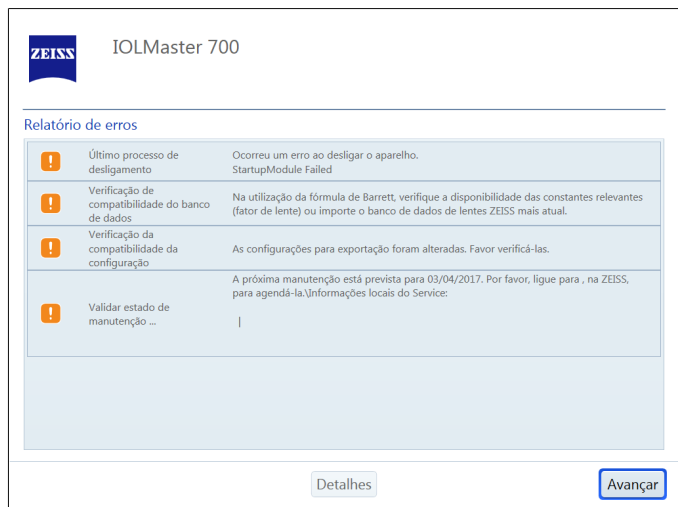 ZEISS
IOLMaster 700
Relatório de erros
Último processo de
desligamento
Ocorreu um erro ao desligar o aparelho.
StartupModule Failed
Verificação de
compatibilidade do banco
de dados
Na utilização da fórmula de Barrett, verifique a disponibilidade das constantes relevantes
(fator de lente) ou importe o banco de dados de lentes ZEISS mais atual.
Verificação da
compatibilidade da
configuração
As configurações para exportação foram alteradas. Favor verificá-las.
Validar estado de
manutenção ...
A próxima manutenção está prevista para 03/04/2017. Por favor, ligue para , na ZEISS,
para agendá-la.\Informações locais do Service:
|
Detalhes
Avançar